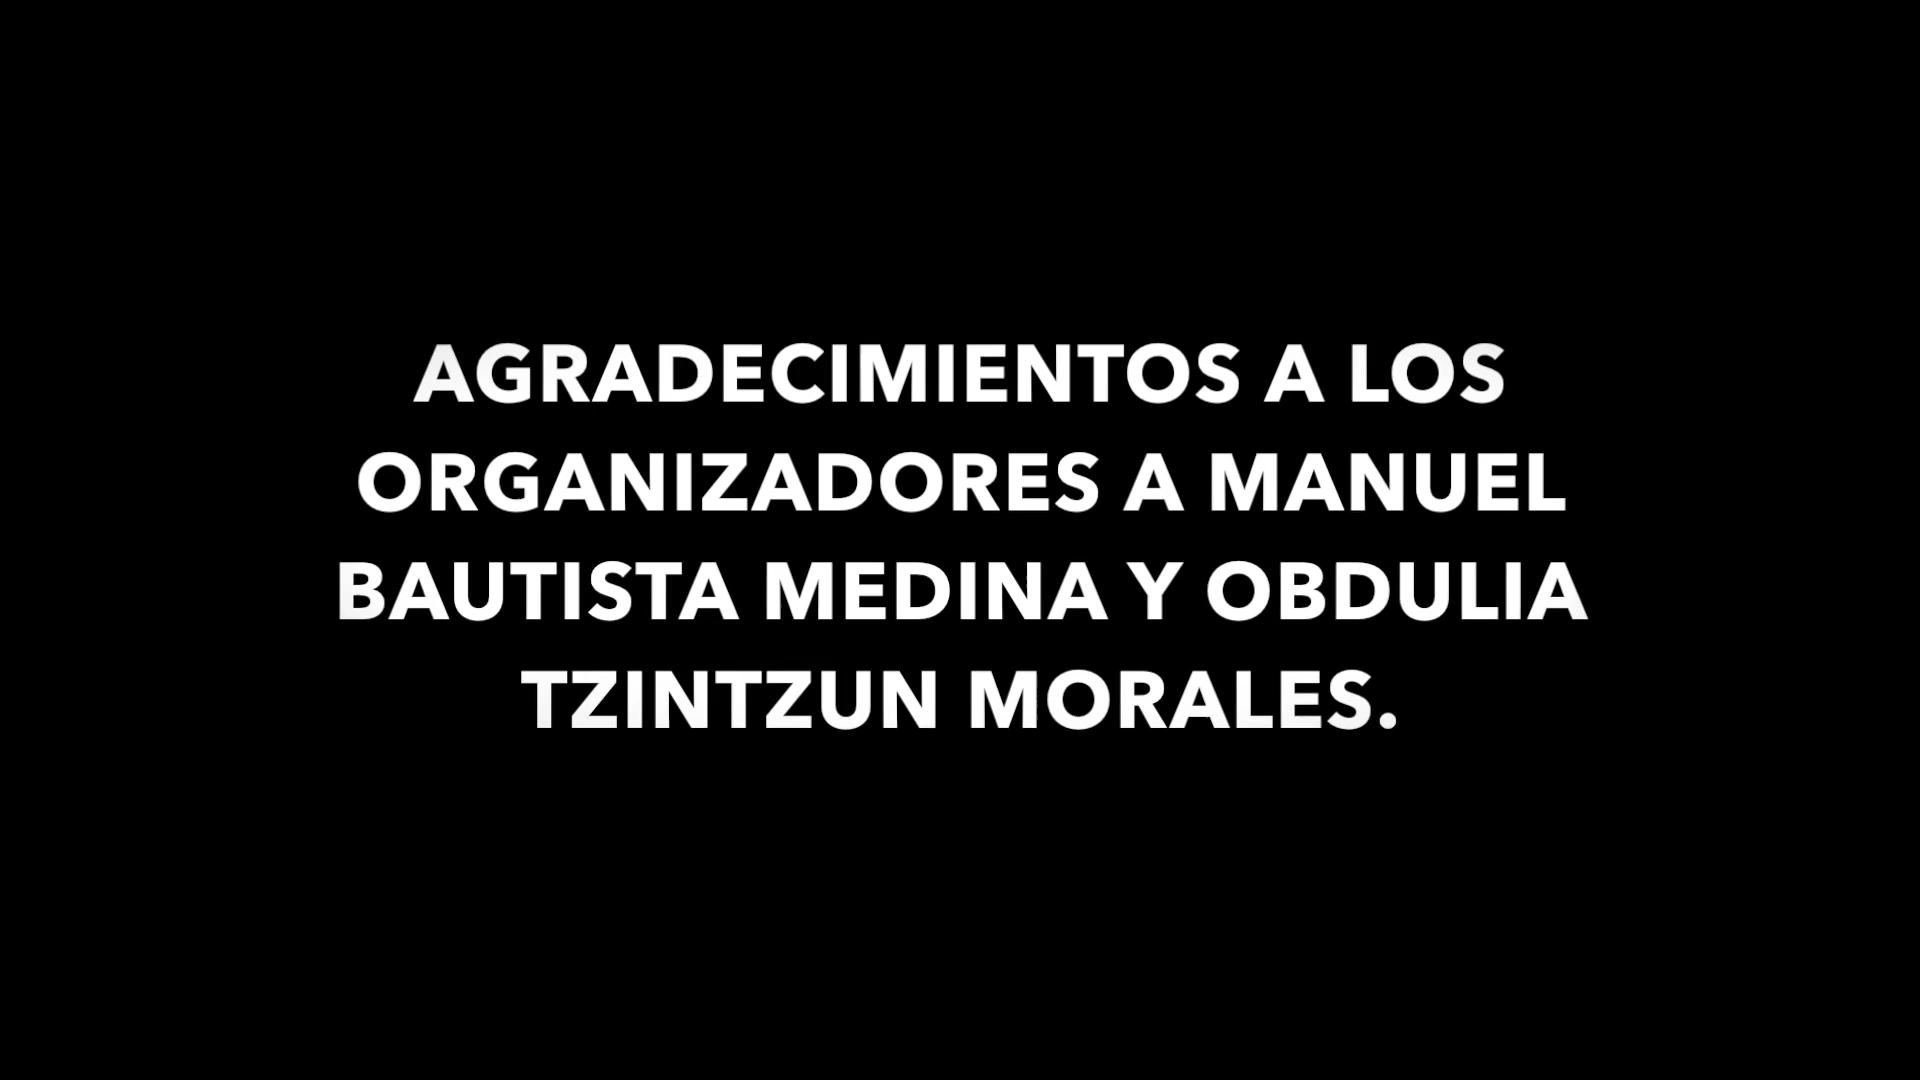 AGRADECIMIENTOS A LOS
ORGANIZADORES A MANUEL
BAUTISTA MEDINA Y OBDULIA
TZINTZUN MORALES.